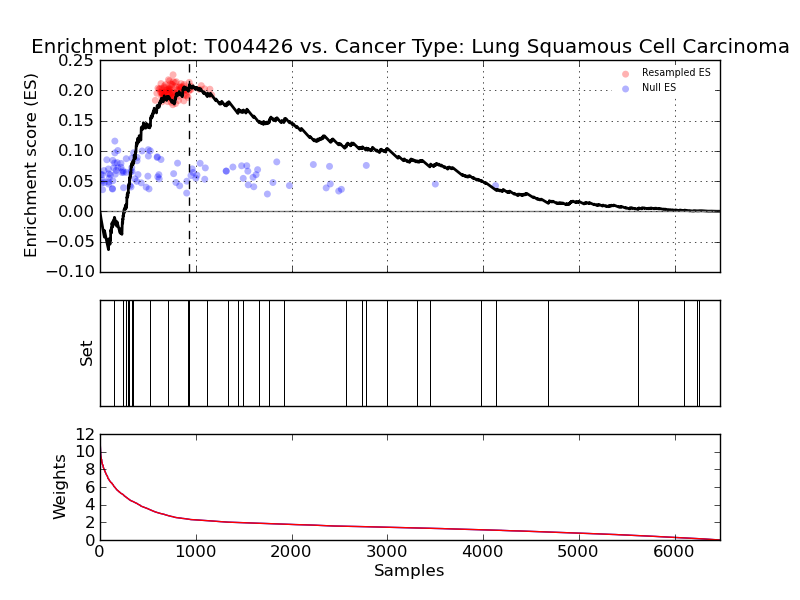 Enrichment plot: T004426 vs. Cancer Type: Lung Squamous Cell Carcinoma
Enrichment score (ES)
0.25
0.20
0.15
0.10
0.05
0.00
−0.05
−0.10
Resampled ES
Null ES
Set
Weights
12
10
8
6
4
2
0
0 1000 2000 3000 4000 5000 6000
Samples